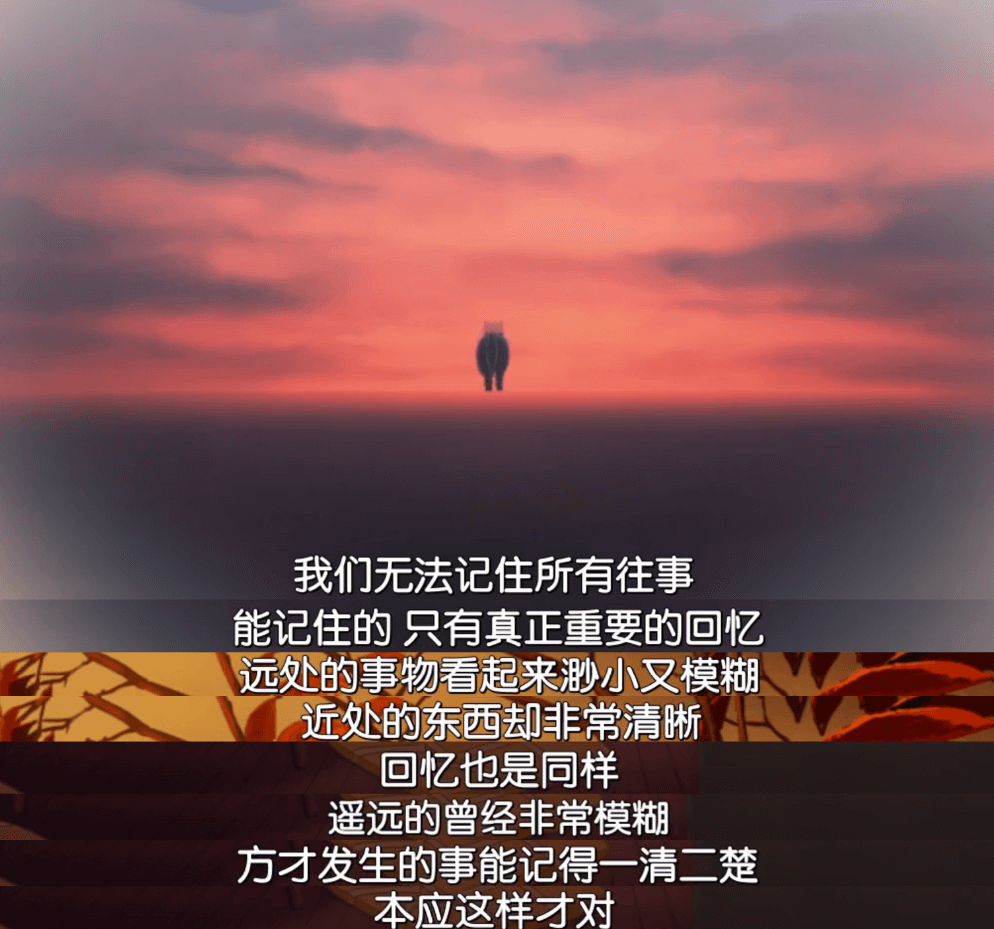 我们无法记住所有往事
能记住的 只有真正重要的回忆
远处的事物看起来渺小又模糊
近处的东西却非常清晰
回忆也是同样
遥远的曾经非常模糊
方才发生的事能记得一清二楚
本应这样才对